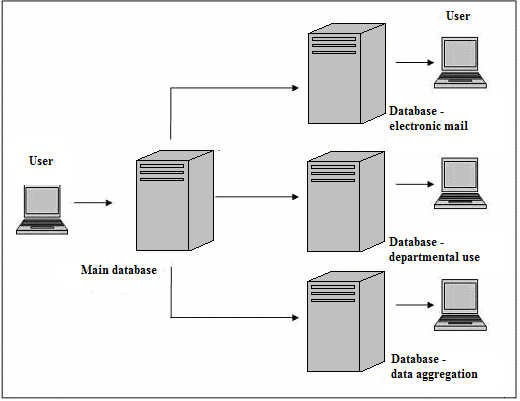 User
Database -
electronic mail
User
Main database
Database -
departmental use
Database -
data aggregation